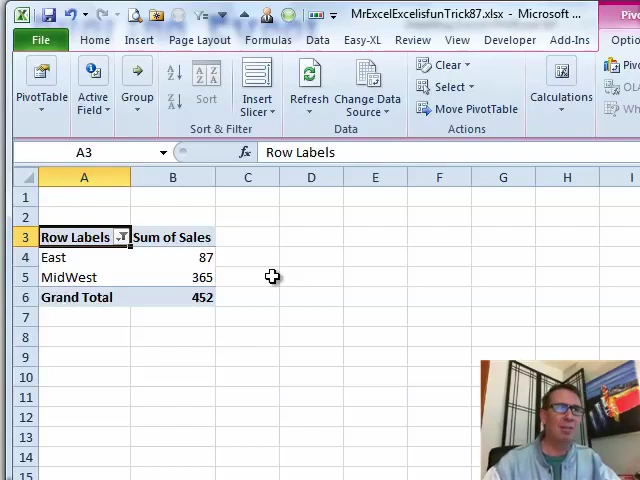 MrExcelExcelisfunTrick87.xlsx - Microsoft ...
File Home Insert Page Layout Formulas Data Easy-XL Review View Developer Add-Ins
PivotTable
Active Field
Group
Sort
Insert Slicer
Refresh
Change Data Source
Clear
Select
Move PivotTable
Calculations
Sort & Filter Data Actions
A3 fx Row Labels
A B C D E F G H I
1
2
3 Row Labels Sum of Sales
4 East 87
5 MidWest 365
6 Grand Total 452
7
8
9
10
11
12
13
14
15